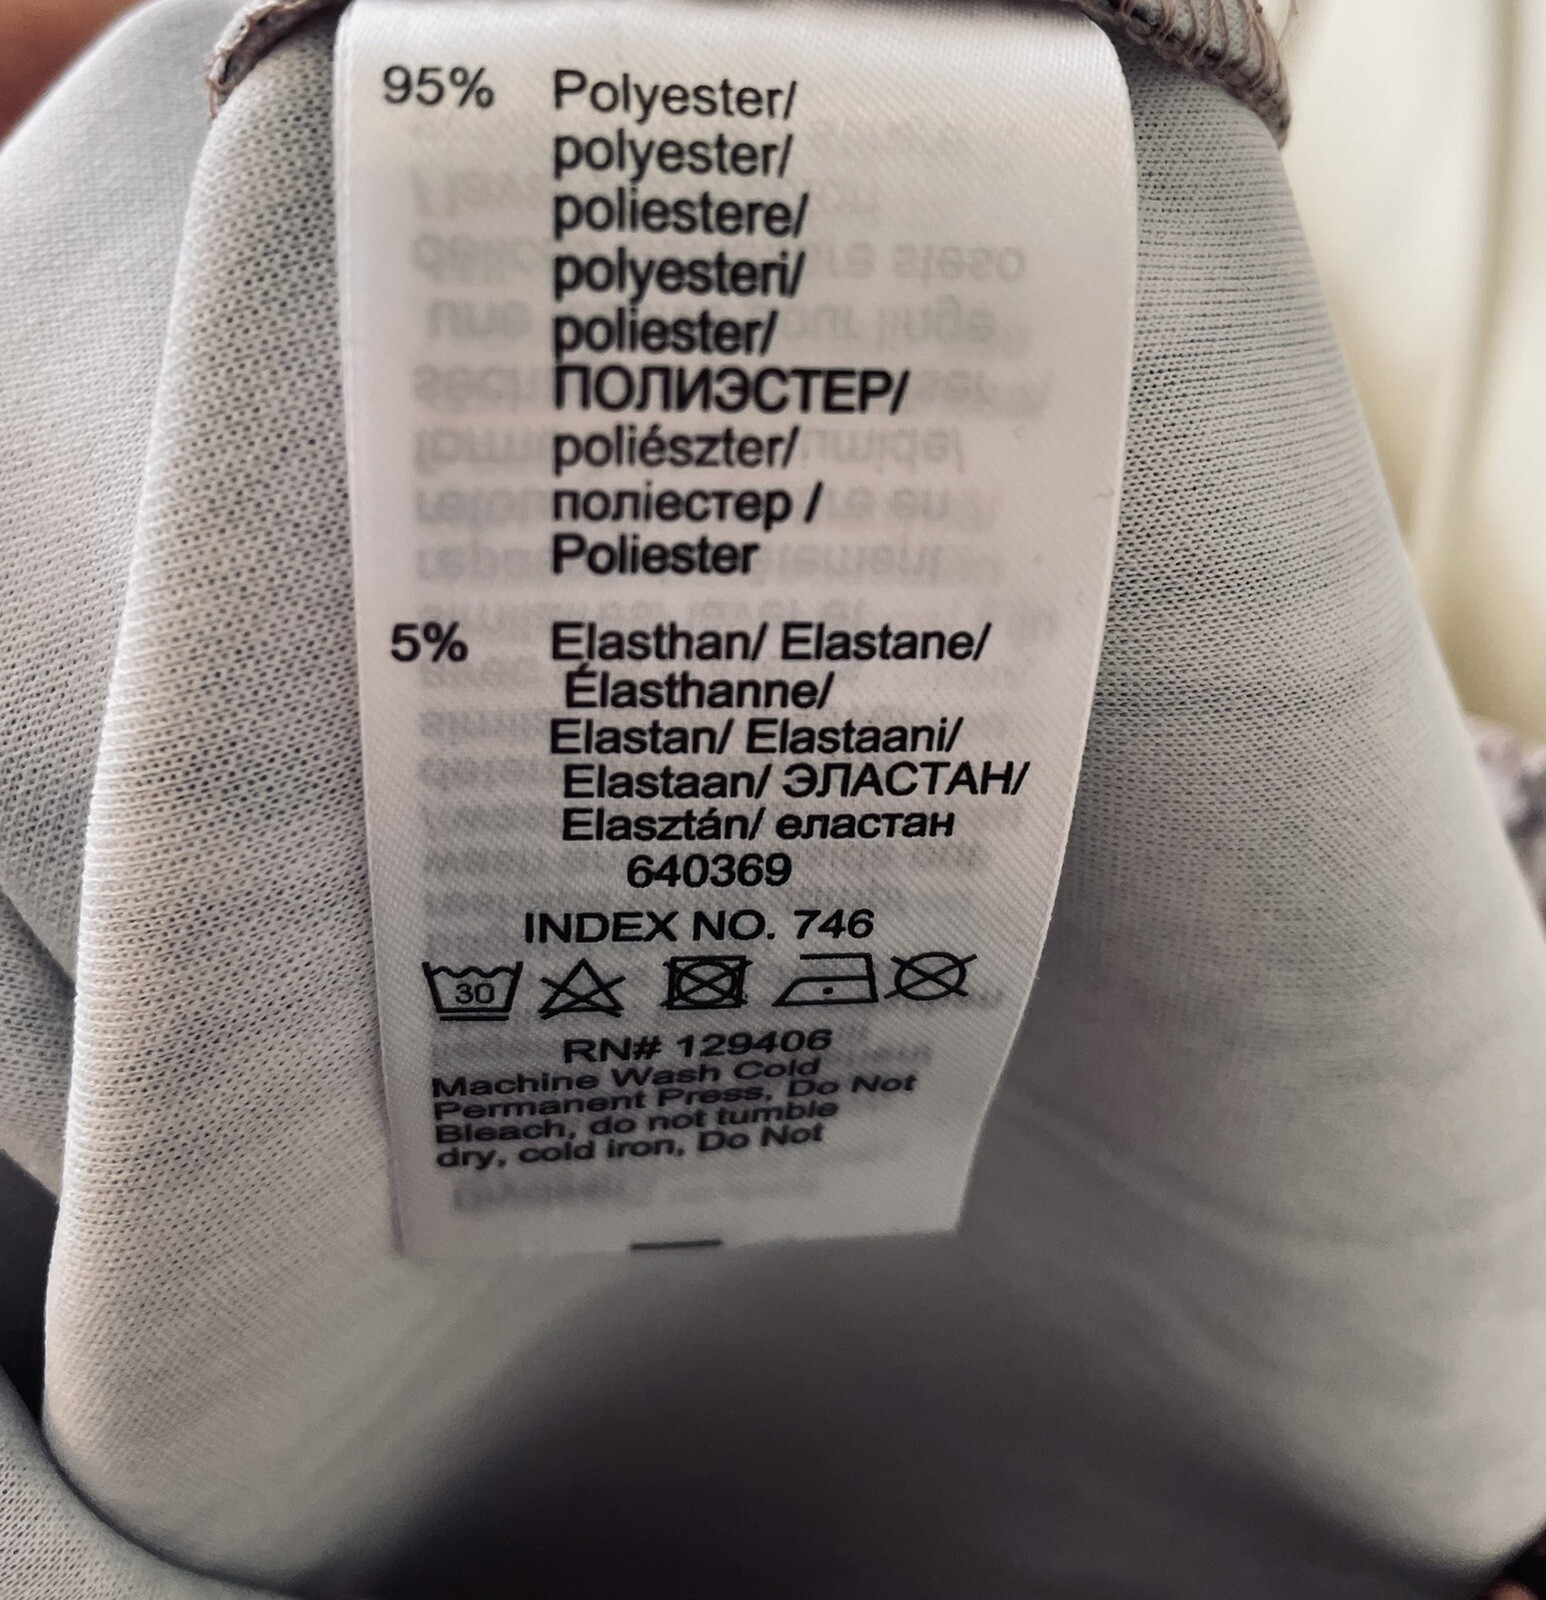 95% Polyester/
polyester/
poliestere/
polyesteri/
poliester/
ПОЛИЭСТЕР/
poliészter/
поліестер /
Poliester
5% Elasthan/ Elastane/
Élasthanne/
Elastan/ Elastaani/
Elastaan/ ЭЛАСТАН/
Elasztán/ еластан
640369
INDEX NO. 746
30
RN# 129406
Machine Wash Cold
Permanent Press, Do Not
Bleach, do not tumble
dry, cold iron, Do Not